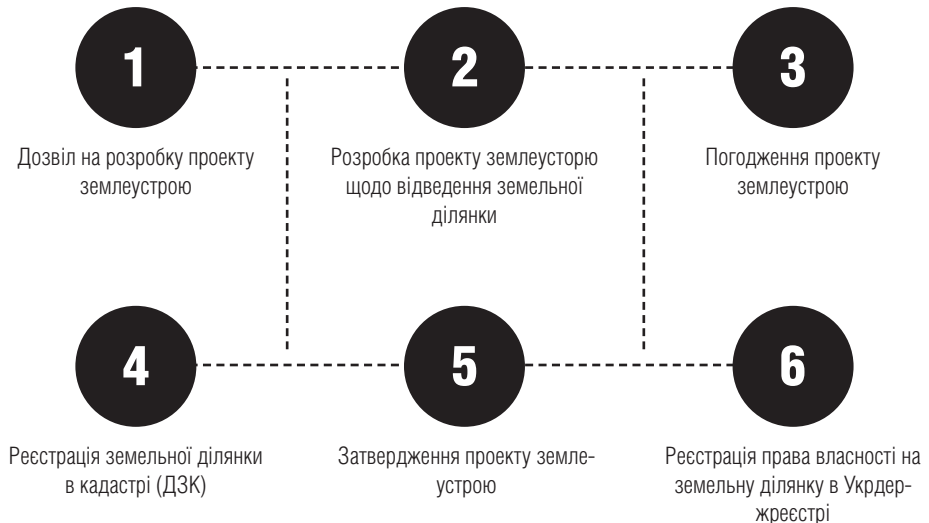 1
2
3
Дозвіл на розробку проекту
землеустрою
Розробка проекту землеусторю
щодо відведення земельної
ділянки
Погодження проекту
землеустрою
4
5
6
Реєстрація земельної ділянки
в кадастрі (ДЗК)
Затвердження проекту земле-
устрою
Реєстрація права власності на
земельну ділянку в Укрдер-
жреєстрі